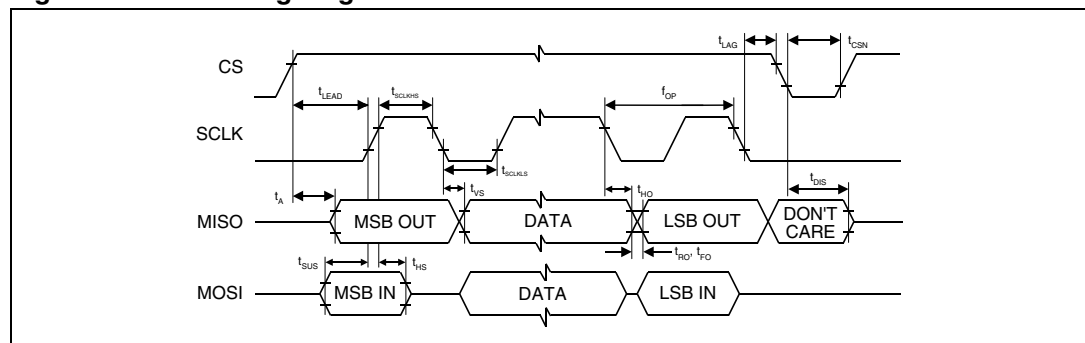 t_LAG t_CSN
CS
t_LEAD t_SCLKHS f_OP
SCLK
t_SCLKLS
t_A t_VS t_HO t_DIS
MISO MSB OUT DATA LSB OUT DON'T CARE
t_SUS t_HS t_RO, t_FO
MOSI MSB IN DATA LSB IN